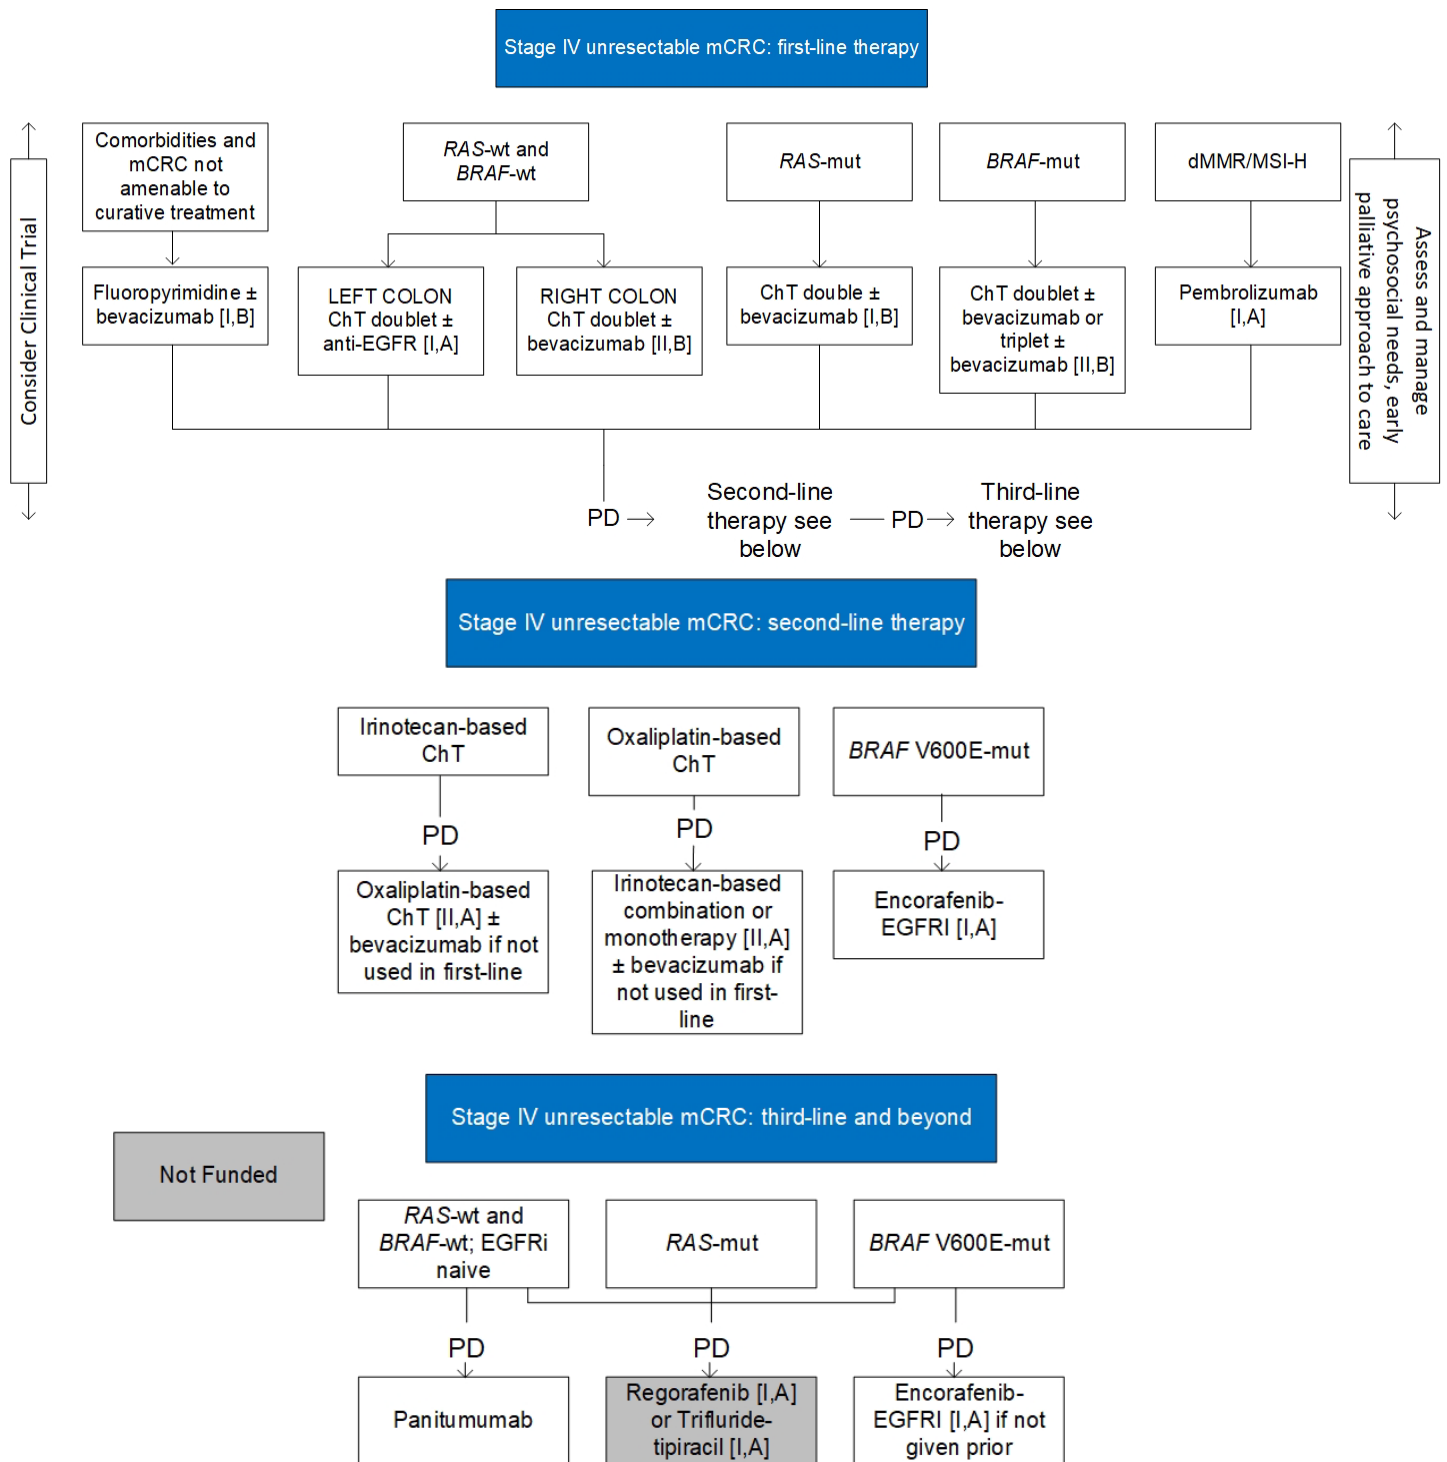 Stage IV unresectable mCRC: first-line therapy
Consider Clinical Trial
Comorbidities and
mCRC not
amenable to
curative treatment
RAS-wt and
BRAF-wt
RAS-mut
BRAF-mut
dMMR/MSI-H
Assess and manage
psychosocial needs, early
palliative approach to care
Fluoropyrimidine ±
bevacizumab [I,B]
LEFT COLON
ChT doublet ±
anti-EGFR [I,A]
RIGHT COLON
ChT doublet ±
bevacizumab [II,B]
ChT double ±
bevacizumab [I,B]
ChT doublet ±
bevacizumab or
triplet ±
bevacizumab [II,B]
Pembrolizumab
[I,A]
PD
Second-line
therapy see
below
PD
Third-line
therapy see
below
Stage IV unresectable mCRC: second-line therapy
Irinotecan-based
ChT
Oxaliplatin-based
ChT
BRAF V600E-mut
PD
PD
PD
Oxaliplatin-based
ChT [II,A] ±
bevacizumab if not
used in first-line
Irinotecan-based
combination or
monotherapy [II,A]
± bevacizumab if
not used in first-
line
Encorafenib-
EGFRI [I,A]
Stage IV unresectable mCRC: third-line and beyond
Not Funded
RAS-wt and
BRAF-wt; EGFRi
naive
RAS-mut
BRAF V600E-mut
PD
PD
PD
Panitumumab
Regorafenib [I,A]
or Trifluride-
tipiracil [I,A]
Encorafenib-
EGFRI [I,A] if not
given prior